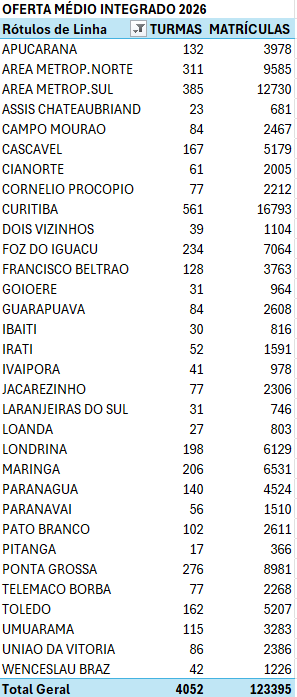 OFERTA MÉDIO INTEGRADO 2026
Rótulos de Linha TURMAS MATRÍCULAS
APUCARANA 132 3978
AREA METROP.NORTE 311 9585
AREA METROP.SUL 385 12730
ASSIS CHATEAUBRIAND 23 681
CAMPO MOURAO 84 2467
CASCAVEL 167 5179
CIANORTE 61 2005
CORNELIO PROCOPIO 77 2212
CURITIBA 561 16793
DOIS VIZINHOS 39 1104
FOZ DO IGUACU 234 7064
FRANCISCO BELTRAO 128 3763
GOIOERE 31 964
GUARAPUAVA 84 2608
IBAITI 30 816
IRATI 52 1591
IVAIPORA 41 978
JACAREZINHO 77 2306
LARANJEIRAS DO SUL 31 746
LOANDA 27 803
LONDRINA 198 6129
MARINGA 206 6531
PARANAGUA 140 4524
PARANAVAI 56 1510
PATO BRANCO 102 2611
PITANGA 17 366
PONTA GROSSA 276 8981
TELEMACO BORBA 77 2268
TOLEDO 162 5207
UMUARAMA 115 3283
UNIAO DA VITORIA 86 2386
WENCESLAU BRAZ 42 1226
Total Geral 4052 123395